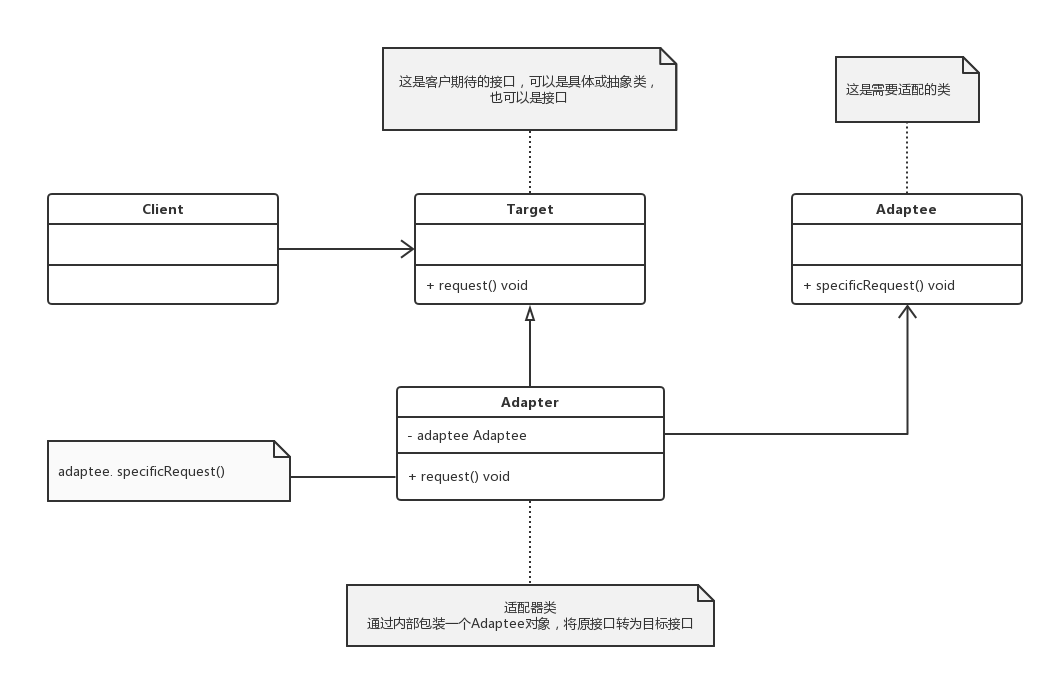 这是客户期待的接口，可以是具体或抽象类，
也可以是接口
这是需要适配的类
Client
Target
+ request() void
Adaptee
+ specificRequest() void
Adapter
- adaptee Adaptee
+ request() void
adaptee. specificRequest()
适配器类
通过内部包装一个Adaptee对象，将原接口转为目标接口